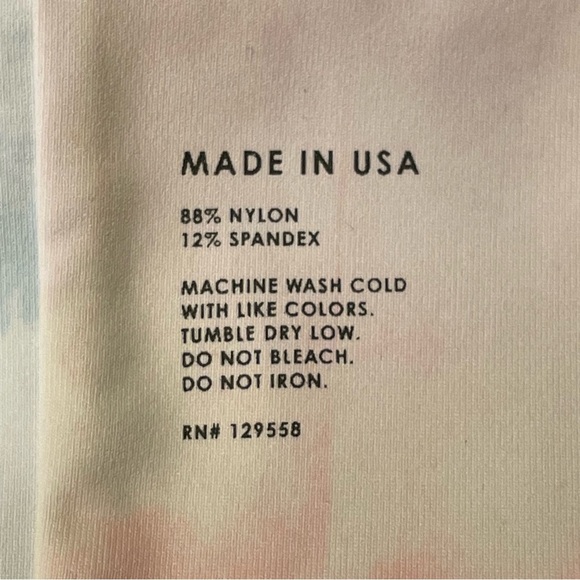 MADE IN USA
88% NYLON
12% SPANDEX
MACHINE WASH COLD
WITH LIKE COLORS.
TUMBLE DRY LOW.
DO NOT BLEACH.
DO NOT IRON.
RN# 129558